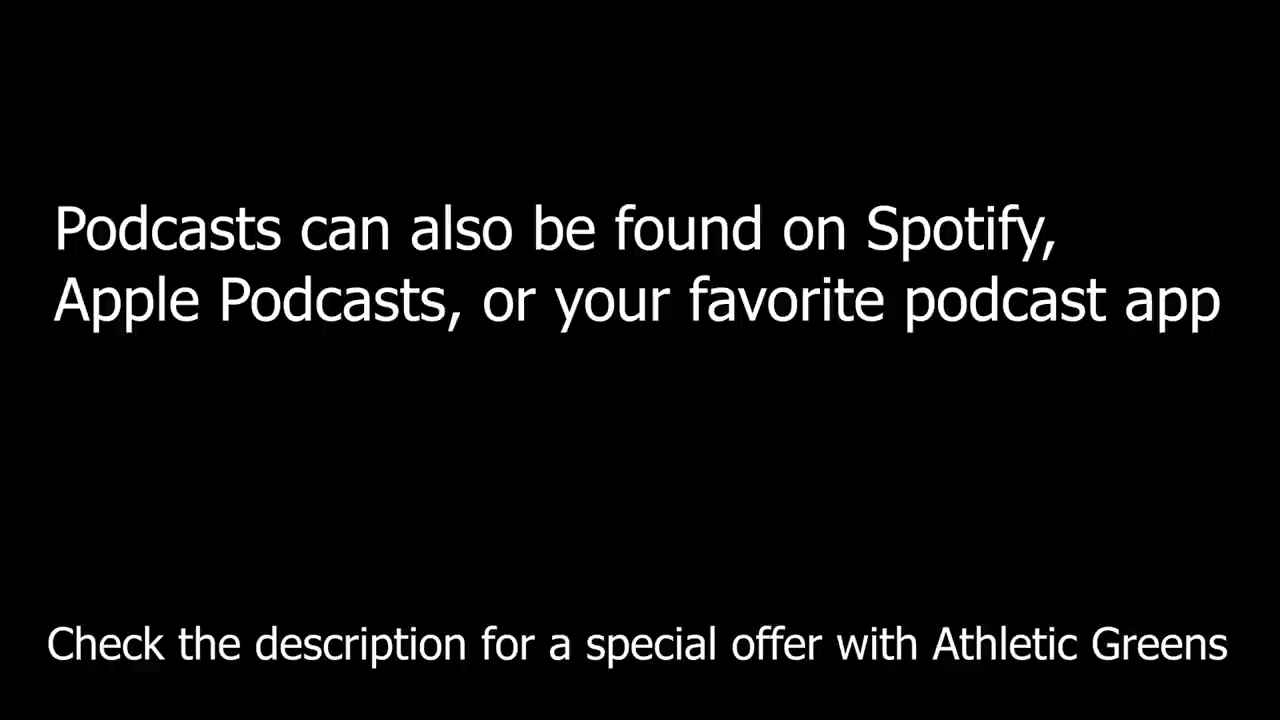 Podcasts can also be found on Spotify,
Apple Podcasts, or your favorite podcast app
Check the description for a special offer with Athletic Greens